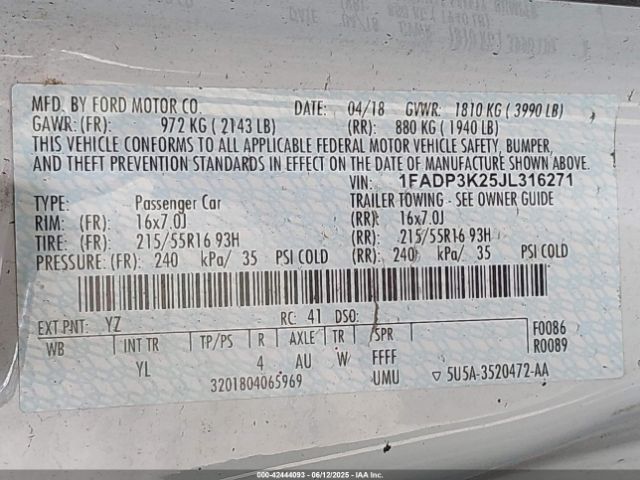 MFD. BY FORD MOTOR CO. DATE: 04/18 GVWR: 1810 KG ( 3990 LB)
GAWR: (FR): 972 KG ( 2143 LB) (RR): 880 KG ( 1940 LB)
THIS VEHICLE CONFORMS TO ALL APPLICABLE FEDERAL MOTOR VEHICLE SAFETY, BUMPER,
AND THEFT PREVENTION STANDARDS IN EFFECT ON THE DATE OF MANUFACTURE SHOWN ABOVE.
VIN: 1FADP3K25JL316271
TYPE: Passenger Car TRAILER TOWING - SEE OWNER GUIDE
RIM: (FR): 16x7.0J (RR): 16x7.0J
TIRE: (FR): 215/55R16 93H (RR): 215/55R16 93H
PRESSURE: (FR): 240 kPa/ 35 PSI COLD (RR): 240 kPa/ 35 PSI COLD
EXT PNT: YZ RC: 41 DSO: F0086
WB INT TR TP/PS R AXLE TR /SPR R0089
YL 4 AU W FFFF
3201804065969 UMU ▽ 5U5A-3520472-AA
000-42444093 - 06/12/2025 - IAAI.COM